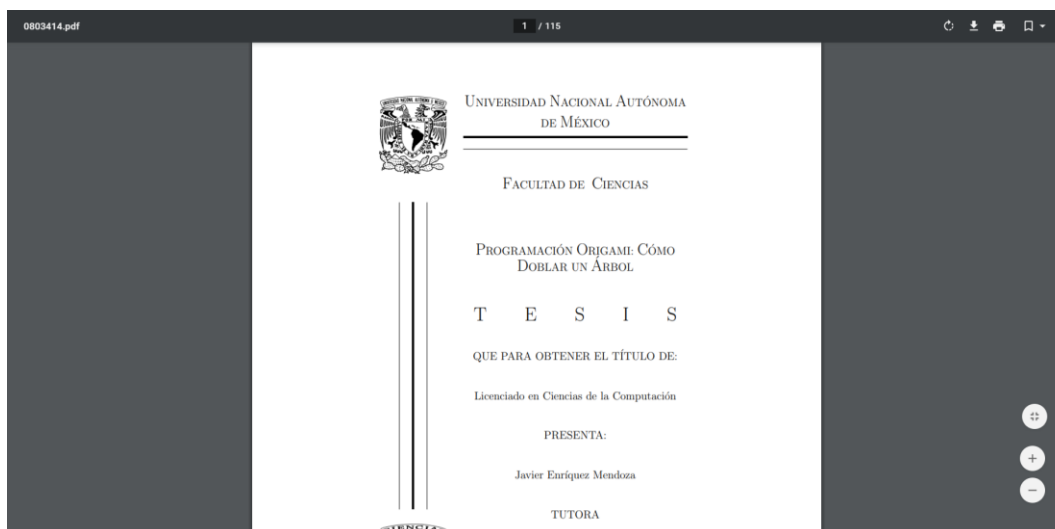 0803414.pdf
1 / 115
Universidad Nacional Autónoma
de México
Facultad de Ciencias
Programación Origami: Cómo
Doblar un Árbol
T E S I S
QUE PARA OBTENER EL TÍTULO DE:
Licenciado en Ciencias de la Computación
PRESENTA:
Javier Enríquez Mendoza
TUTORA